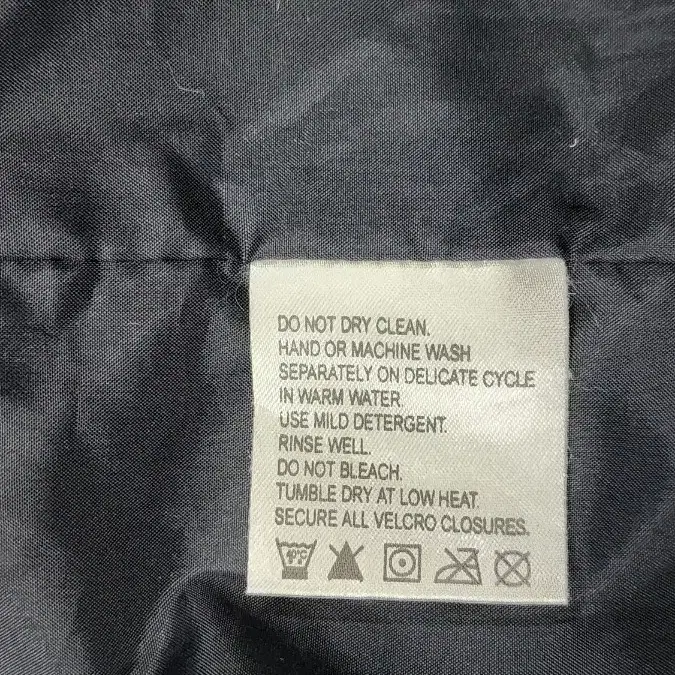 DO NOT DRY CLEAN.
HAND OR MACHINE WASH
SEPARATELY ON DELICATE CYCLE
IN WARM WATER.
USE MILD DETERGENT.
RINSE WELL.
DO NOT BLEACH.
TUMBLE DRY AT LOW HEAT.
SECURE ALL VELCRO CLOSURES.
40°C